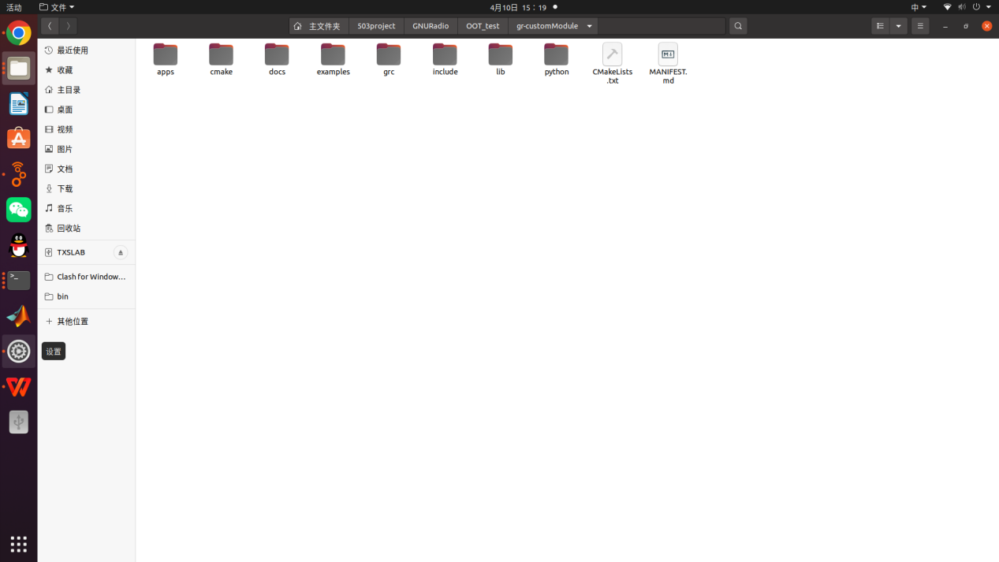 活动
文件
4月10日 15：19
中
主文件夹
503project
GNURadio
OOT_test
gr-customModule
最近使用
收藏
主目录
桌面
视频
图片
文档
下载
音乐
回收站
TXSLAB
Clash for Window...
bin
其他位置
设置
apps
cmake
docs
examples
grc
include
lib
python
CMakeLists
.txt
MANIFEST.
md